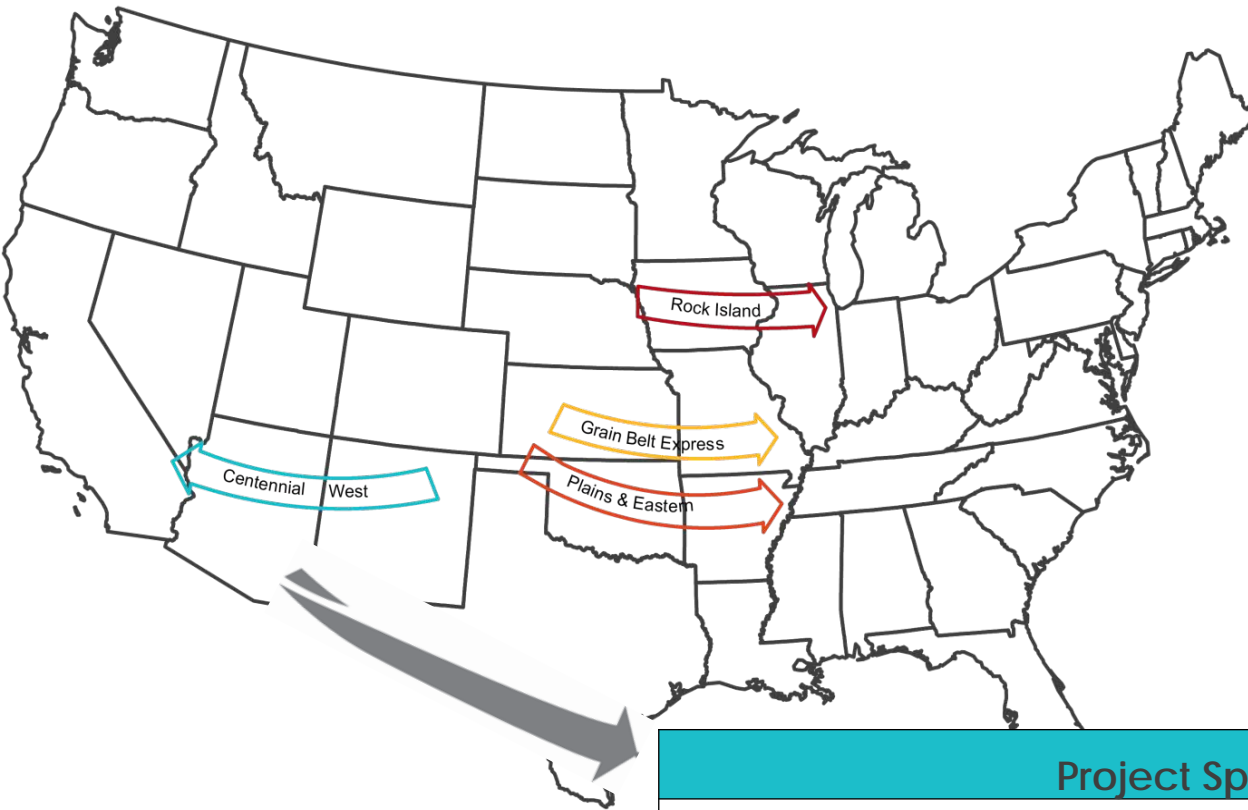 Rock Island
Grain Belt Express
Centennial West
Plains & Eastern
Project Sp